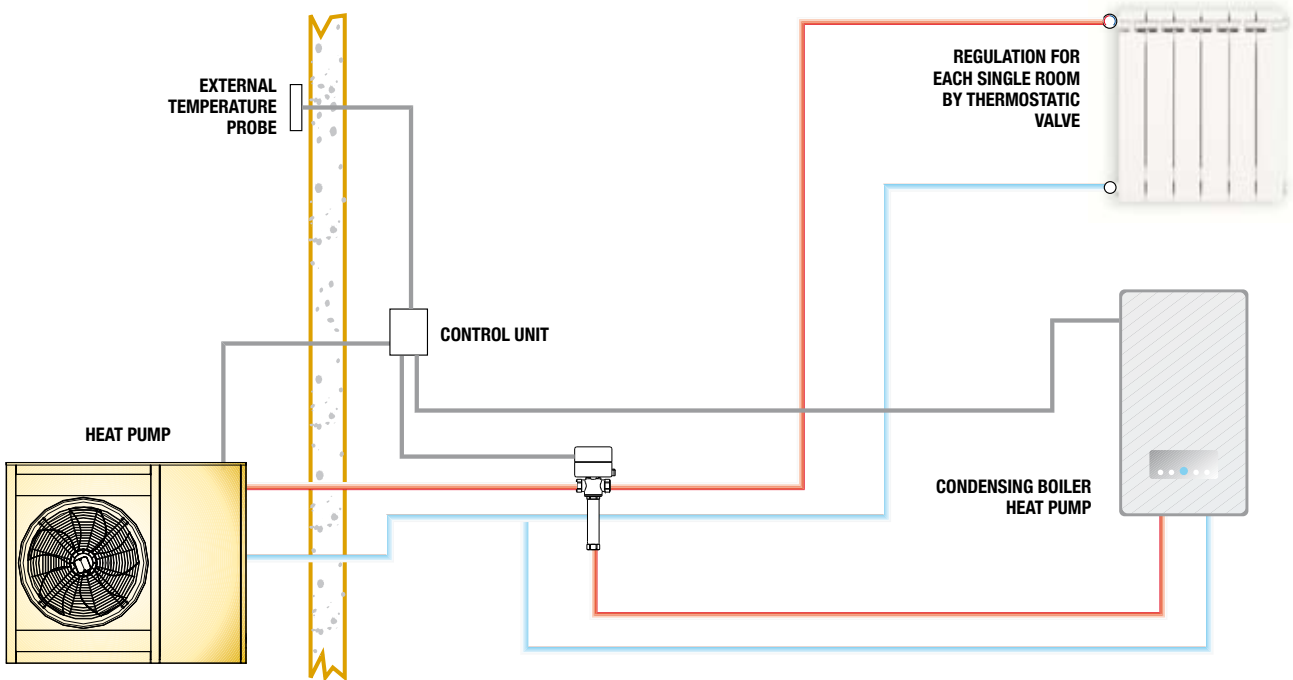 EXTERNAL
TEMPERATURE
PROBE
REGULATION FOR
EACH SINGLE ROOM
BY THERMOSTATIC
VALVE
CONTROL UNIT
HEAT PUMP
CONDENSING BOILER
HEAT PUMP